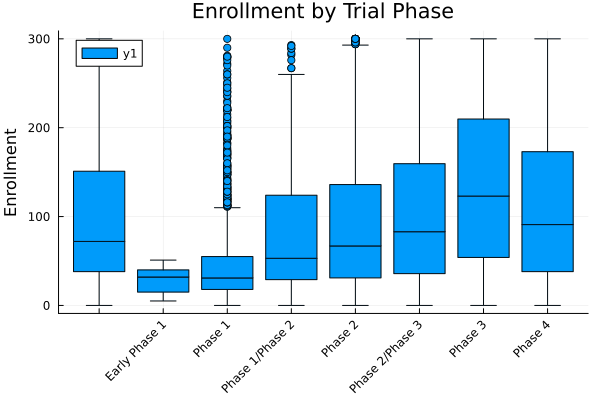 Enrollment by Trial Phase
y1
Enrollment
300
200
100
0
Early Phase 1
Phase 1
Phase 1/Phase 2
Phase 2
Phase 2/Phase 3
Phase 3
Phase 4